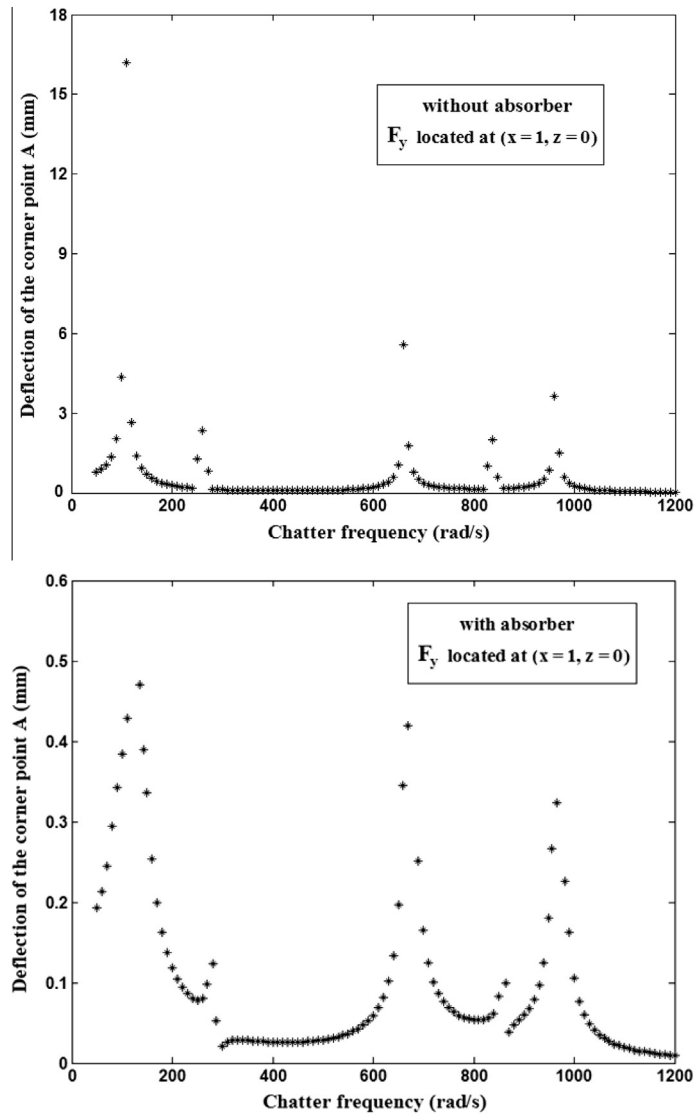 18
15
12
9
6
3
0
Deflection of the corner point A (mm)
without absorber
Fy located at (x = 1, z = 0)
0 200 400 600 800 1000 1200
Chatter frequency (rad/s)
0.6
0.5
0.4
0.3
0.2
0.1
0
Deflection of the corner point A (mm)
with absorber
Fy located at (x = 1, z = 0)
0 200 400 600 800 1000 1200
Chatter frequency (rad/s)